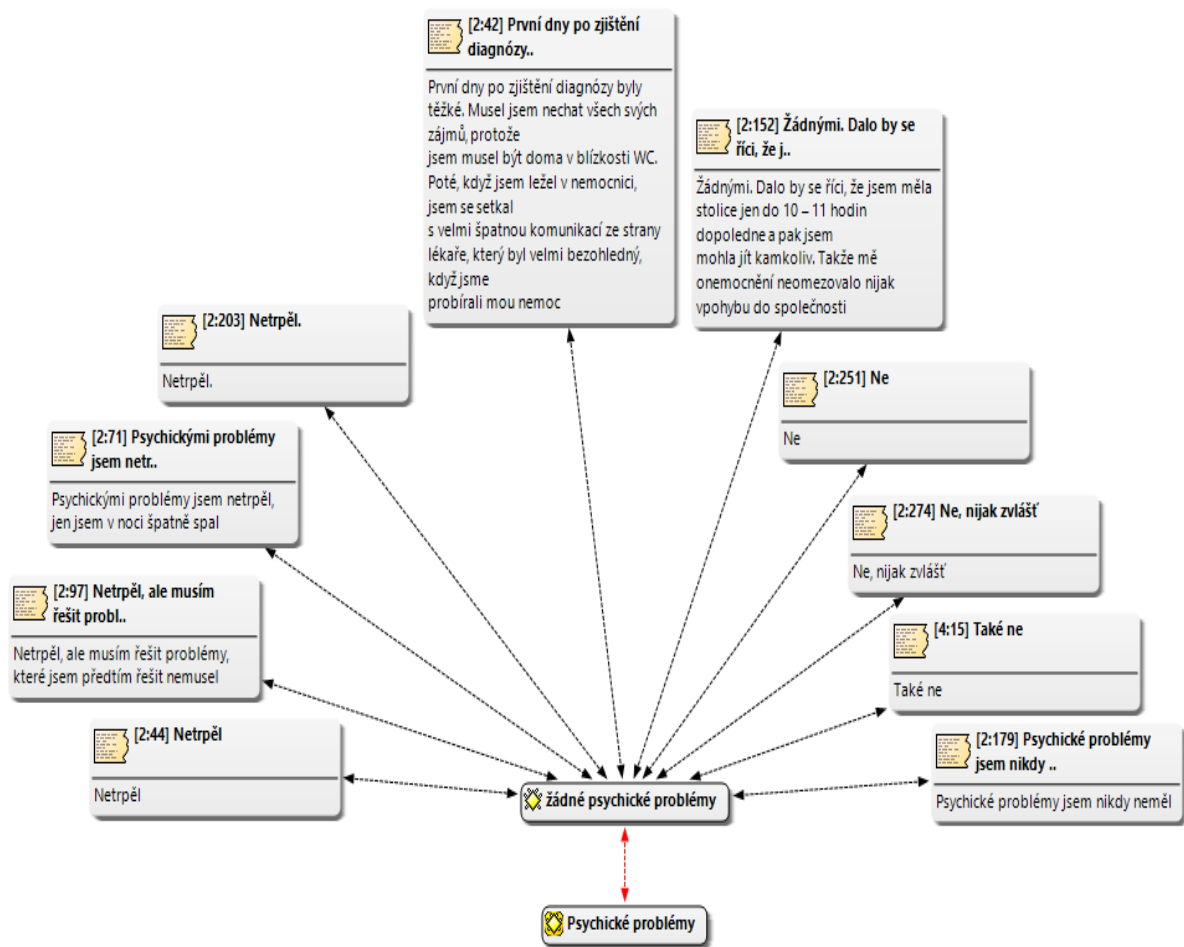 [2:42] První dny po zjištění
diagnózy..
První dny po zjištění diagnózy byly
těžké. Musel jsem nechat všech svých
zájmů, protože
jsem musel být doma v blízkosti WC.
Poté, když jsem ležel v nemocnici,
jsem se setkal
s velmi špatnou komunikací ze strany
lékaře, který byl velmi bezohledný,
když jsme
probírali mou nemoc
[2:152] Žádnými. Dalo by se
říci, že j..
Žádnými. Dalo by se říci, že jsem měla
stolice jen do 10 – 11 hodin
dopoledne a pak jsem
mohla jít kamkoliv. Takže mě
onemocnění neomezovalo nijak
vpohybu do společnosti
[2:203] Netrpěl.
Netrpěl.
[2:251] Ne
Ne
[2:71] Psychickými problémy
jsem netr..
Psychickými problémy jsem netrpěl,
jen jsem v noci špatně spal
[2:274] Ne, nijak zvlášť
Ne, nijak zvlášť
[2:97] Netrpěl, ale musím
řešit probl..
Netrpěl, ale musím řešit problémy,
které jsem předtím řešit nemusel
[4:15] Také ne
Také ne
[2:44] Netrpěl
Netrpěl
[2:179] Psychické problémy
jsem nikdy ..
Psychické problémy jsem nikdy neměl
žádné psychické problémy
Psychické problémy